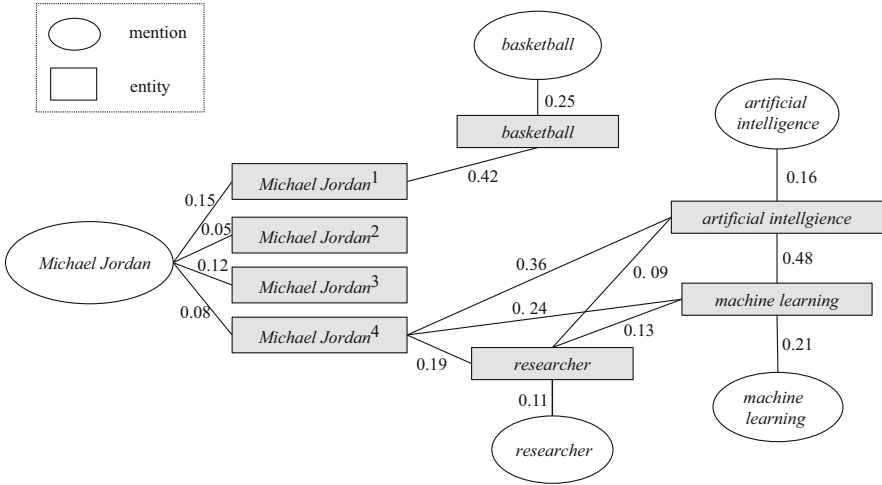 mention
entity
basketball
0.25
basketball
artificial
intelligence
0.16
Michael Jordan1
0.42
0.15
artificial intellgience
Michael Jordan2
0.05
Michael Jordan
0.36
0. 09
0.48
0.12
Michael Jordan3
0. 24
machine learning
0.08
Michael Jordan4
0.13
0.19
researcher
0.21
0.11
machine
learning
researcher